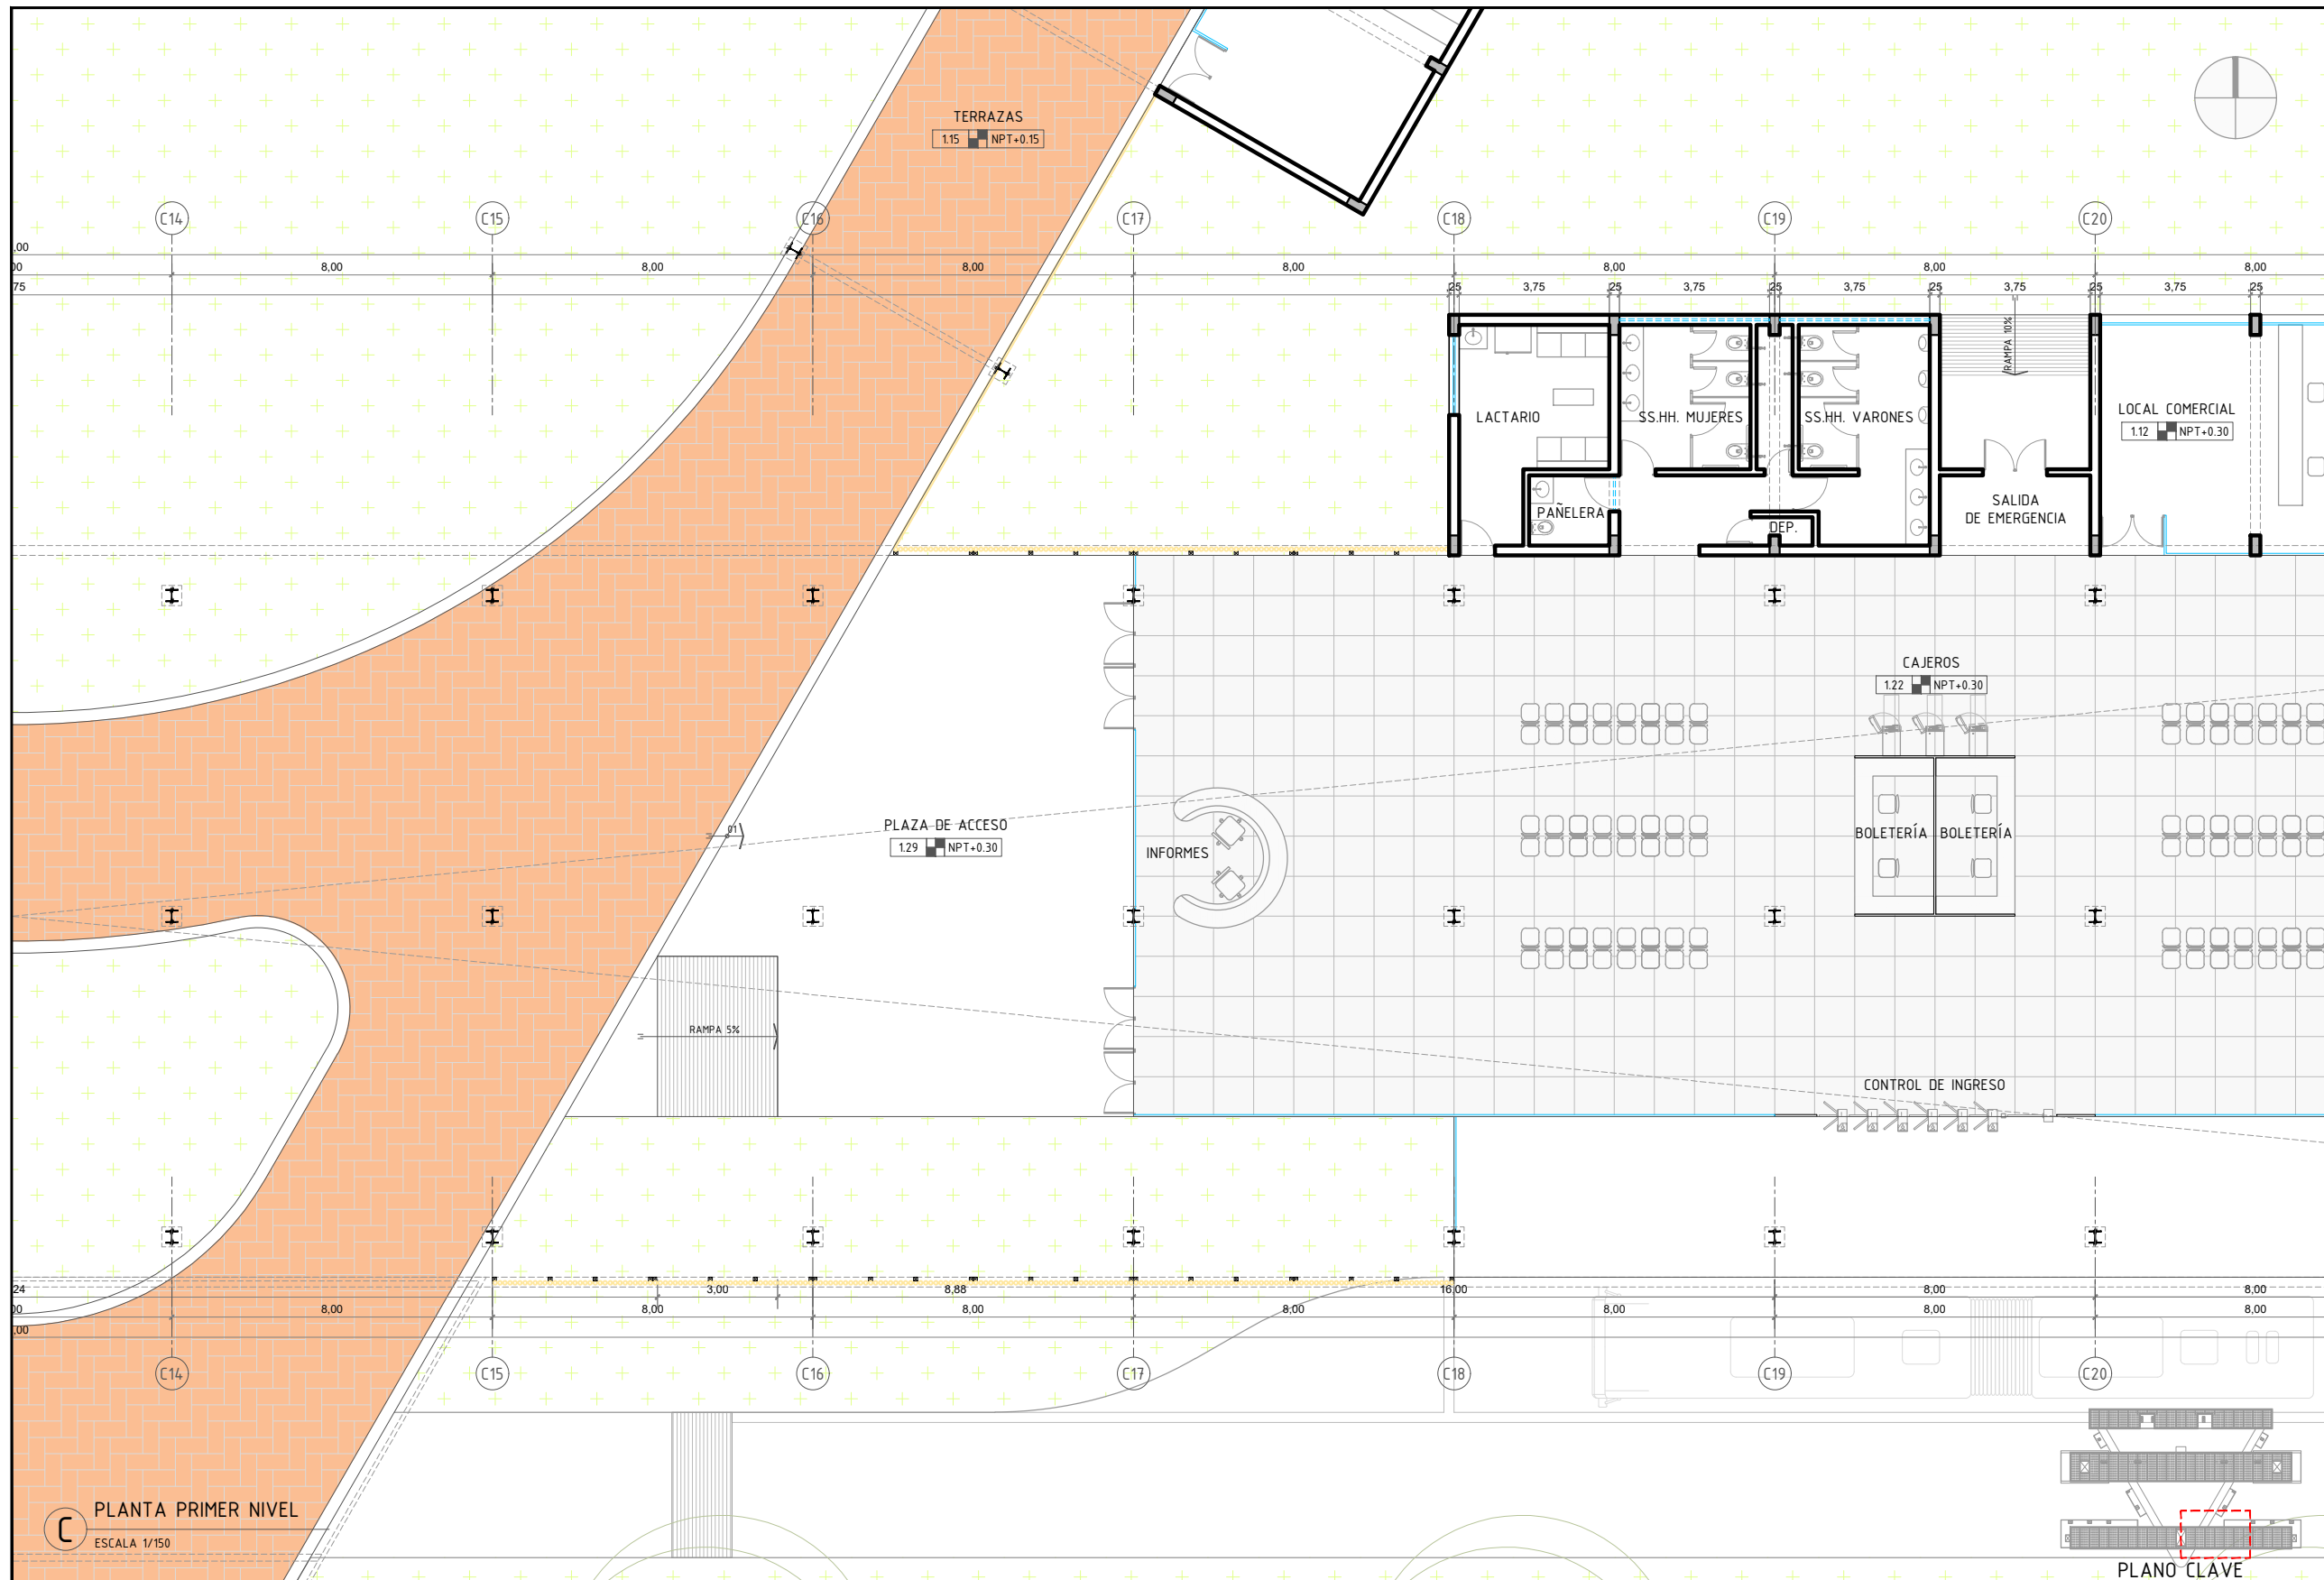 TERRAZAS
1.15 NPT+0.15
C14 C15 C16 C17 C18 C19 C20
,00
00 8,00 8,00 8,00 8,00 8,00 8,00 8,00
75 ,25 3,75 ,25 3,75 ,25 3,75 ,25 3,75 ,25 3,75 ,25
RAMPA 10%
LACTARIO SS.HH. MUJERES SS.HH. VARONES
LOCAL COMERCIAL
1.12 NPT+0.30
PAÑELERA
DEP.
SALIDA
DE EMERGENCIA
CAJEROS
1.22 NPT+0.30
PLAZA DE ACCESO
1.29 NPT+0.30
01
INFORMES
BOLETERÍA BOLETERÍA
RAMPA 5%
CONTROL DE INGRESO
24 3,00 8,88 16,00 8,00 8,00
00 8,00 8,00 8,00 8,00 8,00 8,00 8,00
,00
C14 C15 C16 C17 C18 C19 C20
C PLANTA PRIMER NIVEL
ESCALA 1/150
PLANO CLAVE